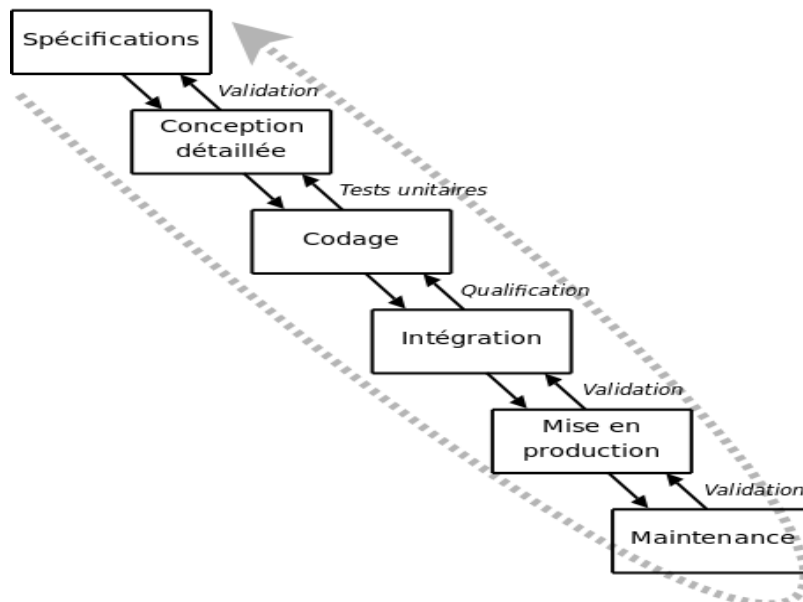 Spécifications
Validation
Conception
détaillée
Tests unitaires
Codage
Qualification
Intégration
Validation
Mise en
production
Validation
Maintenance